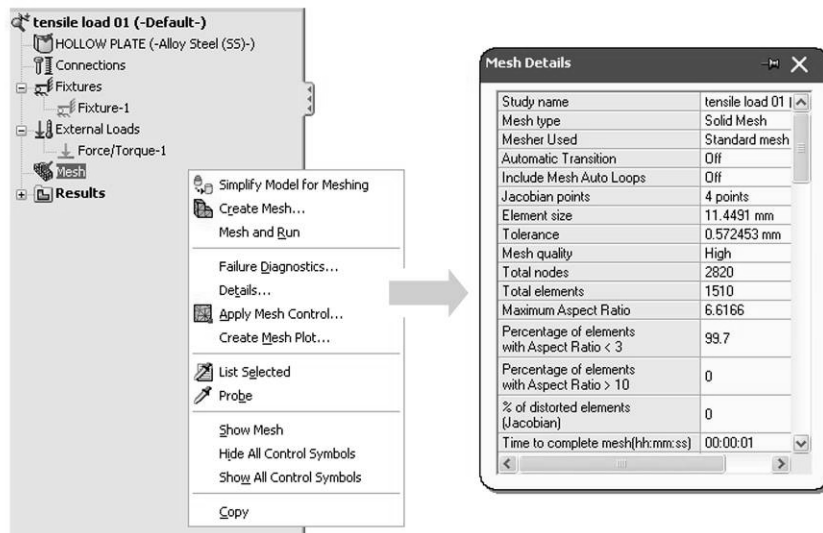 tensile load 01 (-Default-)
HOLLOW PLATE (-Alloy Steel (SS)-)
Connections
Fixtures
Fixture-1
External Loads
Force/Torque-1
Mesh
Results
Simplify Model for Meshing
Create Mesh...
Mesh and Run
Failure Diagnostics...
Details...
Apply Mesh Control...
Create Mesh Plot...
List Selected
Probe
Show Mesh
Hide All Control Symbols
Show All Control Symbols
Copy
Mesh Details
Study name tensile load 01
Mesh type Solid Mesh
Mesher Used Standard mesh
Automatic Transition Off
Include Mesh Auto Loops Off
Jacobian points 4 points
Element size 11.4491 mm
Tolerance 0.572453 mm
Mesh quality High
Total nodes 2820
Total elements 1510
Maximum Aspect Ratio 6.6166
Percentage of elements
with Aspect Ratio < 3 99.7
Percentage of elements
with Aspect Ratio > 10 0
% of distorted elements
(Jacobian) 0
Time to complete mesh(hh:mm:ss) 00:00:01